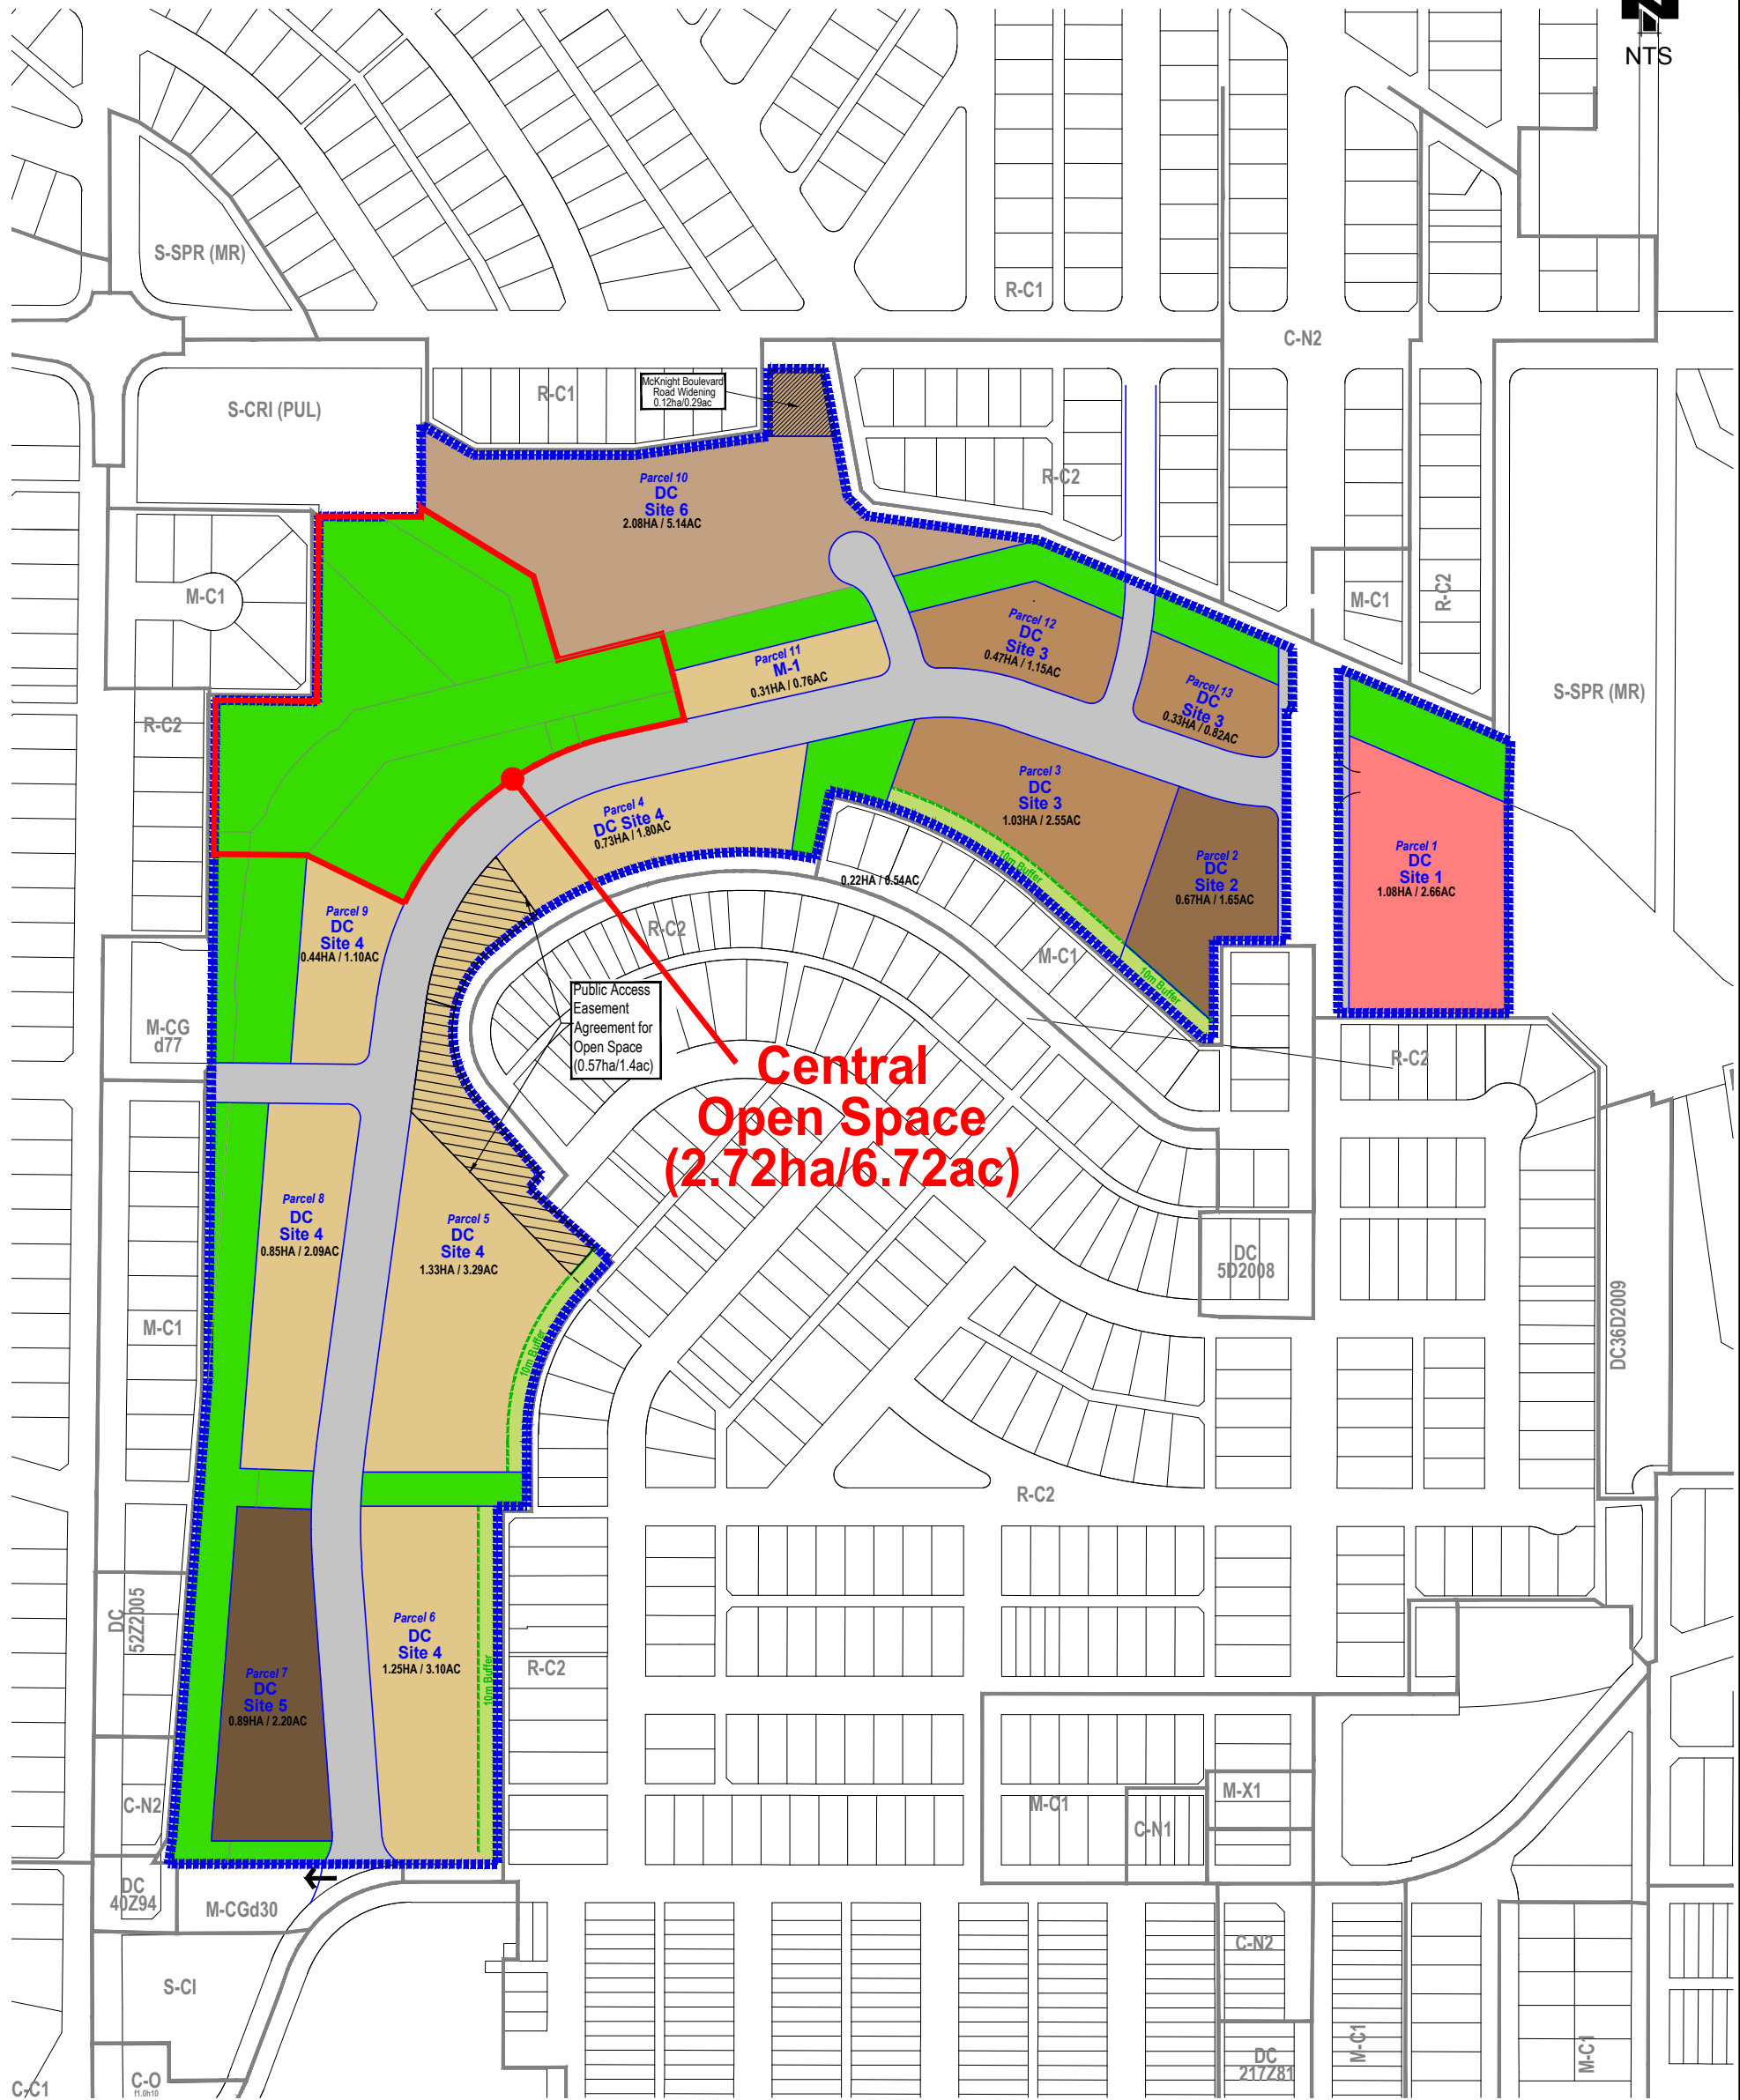 NTS
S-SPR (MR)
R-C1
C-N2
S-CRI (PUL)
R-C1
McKnight Boulevard
Road Widening
0.12ha/0.29ac
R-C2
Parcel 10
DC
Site 6
2.08HA / 5.14AC
M-C1
M-C1
R-C2
Parcel 12
DC
Site 3
0.47HA / 1.15AC
Parcel 11
M-1
0.31HA / 0.76AC
Parcel 13
DC
Site 3
0.33HA / 0.82AC
S-SPR (MR)
R-C2
Parcel 4
DC Site 4
0.73HA / 1.80AC
Parcel 3
DC
Site 3
1.03HA / 2.55AC
Parcel 2
DC
Site 2
0.67HA / 1.65AC
Parcel 1
DC
Site 1
1.08HA / 2.66AC
10m Buffer
0.22HA / 0.54AC
Parcel 9
DC
Site 4
0.44HA / 1.10AC
R-C2
M-C1
10m Buffer
Public Access
Easement
Agreement for
Open Space
(0.57ha/1.4ac)
M-CG
d77
R-C2
Central
Open Space
(2.72ha/6.72ac)
Parcel 8
DC
Site 4
0.85HA / 2.09AC
Parcel 5
DC
Site 4
1.33HA / 3.29AC
DC
5D2008
M-C1
10m Buffer
DC36D2009
R-C2
DC
52Z2005
Parcel 6
DC
Site 4
1.25HA / 3.10AC
R-C2
10m Buffer
Parcel 7
DC
Site 5
0.89HA / 2.20AC
C-N2
M-C1
M-X1
C-N1
DC
40Z94
M-CGd30
C-N2
S-CI
M-C1
M-C1
DC
217Z81
C-O
f1.0h10
C-C1